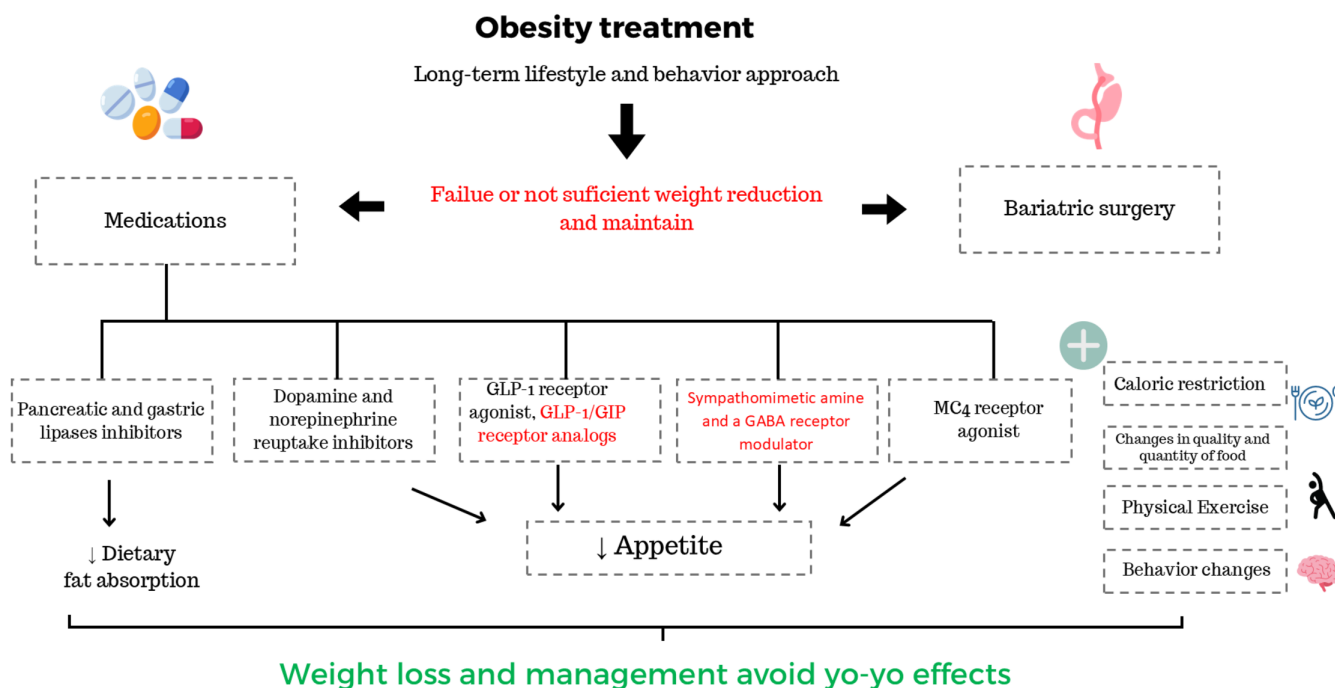 Obesity treatment
Long-term lifestyle and behavior approach
Failue or not suficient weight reduction
and maintain
Medications
Bariatric surgery
Pancreatic and gastric
lipases inhibitors
Dopamine and
norepinephrine
reuptake inhibitors
GLP-1 receptor
agonist, GLP-1/GIP
receptor analogs
Sympathomimetic amine
and a GABA receptor
modulator
MC4 receptor
agonist
Caloric restriction
Changes in quality and
quantity of food
Physical Exercise
Behavior changes
↓ Dietary
fat absorption
↓ Appetite
Weight loss and management avoid yo-yo effects